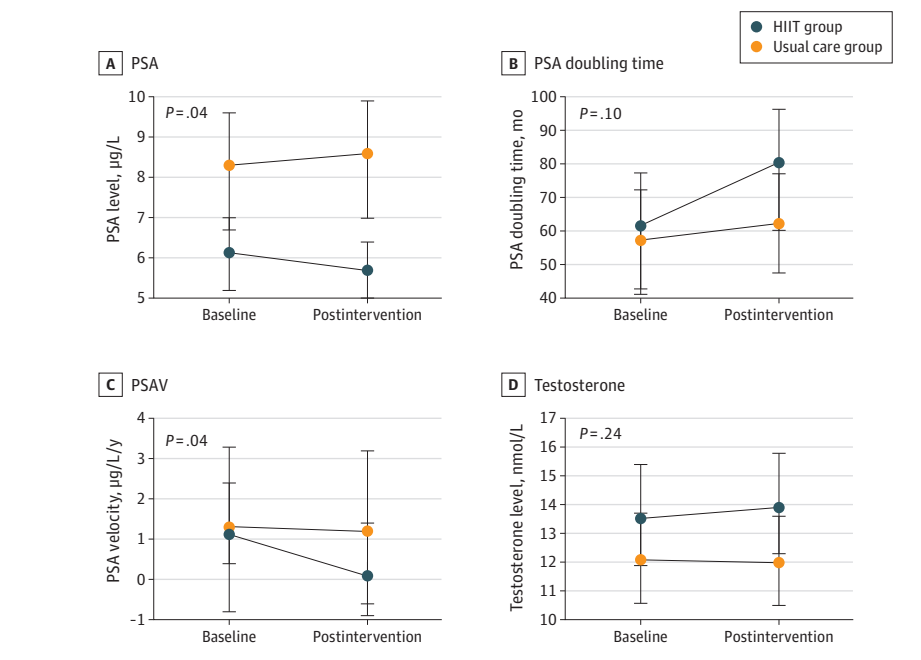 HIIT group
Usual care group
A PSA
P=.04
PSA level, µg/L
10
9
8
7
6
5
Baseline Postintervention
B PSA doubling time
P=.10
PSA doubling time, mo
100
90
80
70
60
50
40
Baseline Postintervention
C PSAV
P=.04
PSA velocity, µg/L/y
4
3
2
1
0
-1
Baseline Postintervention
D Testosterone
P=.24
Testosterone level, nmol/L
17
16
15
14
13
12
11
10
Baseline Postintervention